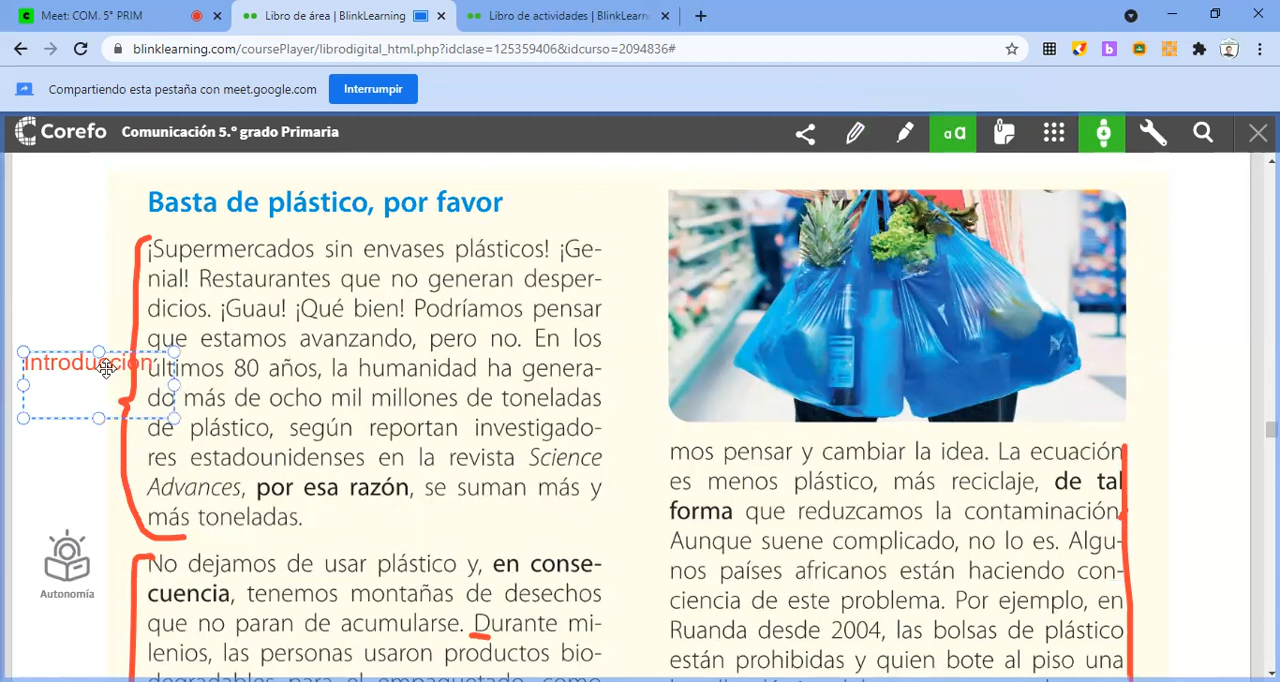 Meet: COM. 5° PRIM
Libro de área | BlinkLearning
Libro de actividades | BlinkLearn
blinklearning.com/coursePlayer/librodigital_html.php?idclase=125359406&idcurso=2094836#
Compartiendo esta pestaña con meet.google.com
Interrumpir
Corefo
Comunicación 5.º grado Primaria
aa
Basta de plástico, por favor
¡Supermercados sin envases plásticos! ¡Ge-
nial! Restaurantes que no generan desper-
dicios. ¡Guau! ¡Qué bien! Podríamos pensar
que estamos avanzando, pero no. En los
últimos 80 años, la humanidad ha genera-
do más de ocho mil millones de toneladas
de plástico, según reportan investigado-
res estadounidenses en la revista Science
Advances, por esa razón, se suman más y
más toneladas.
Introducción
Autonomía
No dejamos de usar plástico y, en conse-
cuencia, tenemos montañas de desechos
que no paran de acumularse. Durante mi-
lenios, las personas usaron productos bio-
degradables para el empaquetado, como
mos pensar y cambiar la idea. La ecuación
es menos plástico, más reciclaje, de tal
forma que reduzcamos la contaminación.
Aunque suene complicado, no lo es. Algu-
nos países africanos están haciendo con-
ciencia de este problema. Por ejemplo, en
Ruanda desde 2004, las bolsas de plástico
están prohibidas y quien bote al piso una